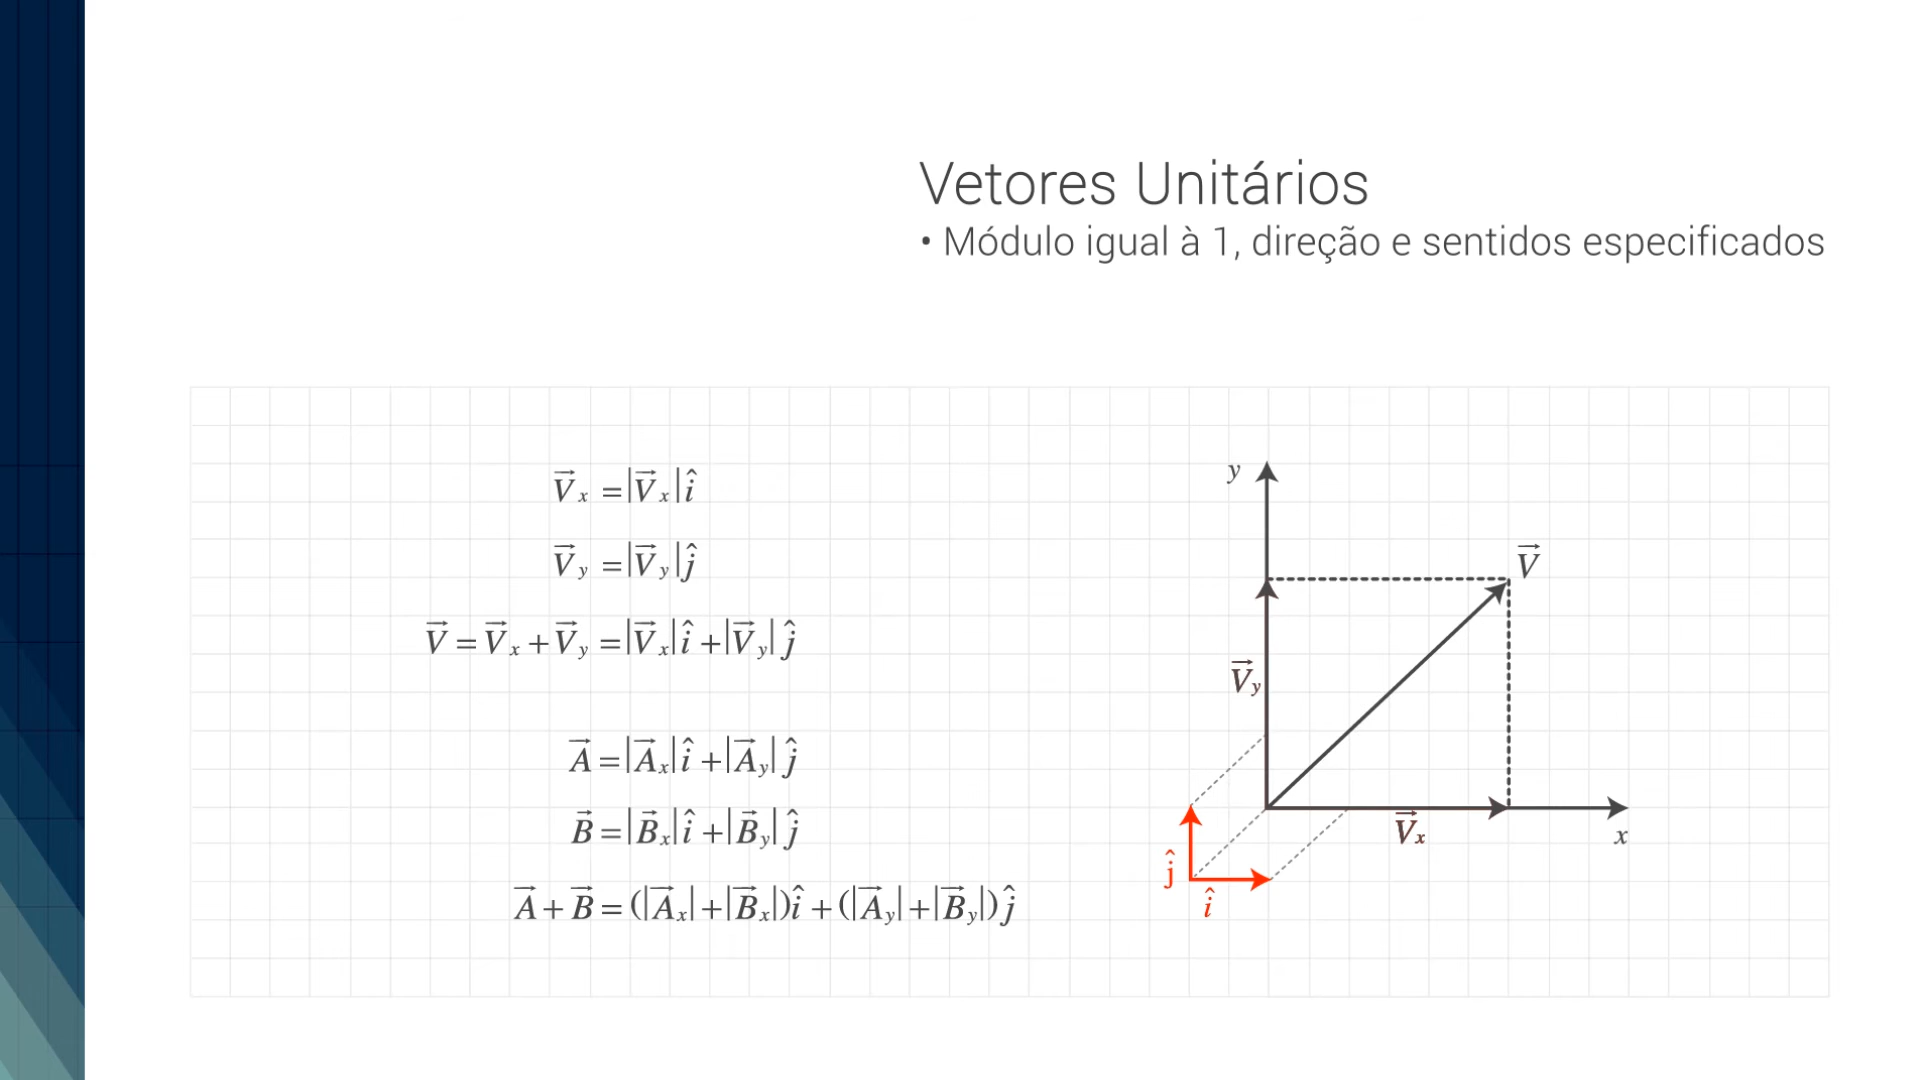 Vetores Unitários
• Módulo igual à 1, direção e sentidos especificados
V⃗x = |V⃗x| î
V⃗y = |V⃗y| ĵ
V⃗ = V⃗x + V⃗y = |V⃗x| î + |V⃗y| ĵ
A⃗ = |A⃗x| î + |A⃗y| ĵ
B⃗ = |B⃗x| î + |B⃗y| ĵ
A⃗ + B⃗ = (|A⃗x| + |B⃗x|) î + (|A⃗y| + |B⃗y|) ĵ
y
V⃗
V⃗y
V⃗x
x
ĵ
î